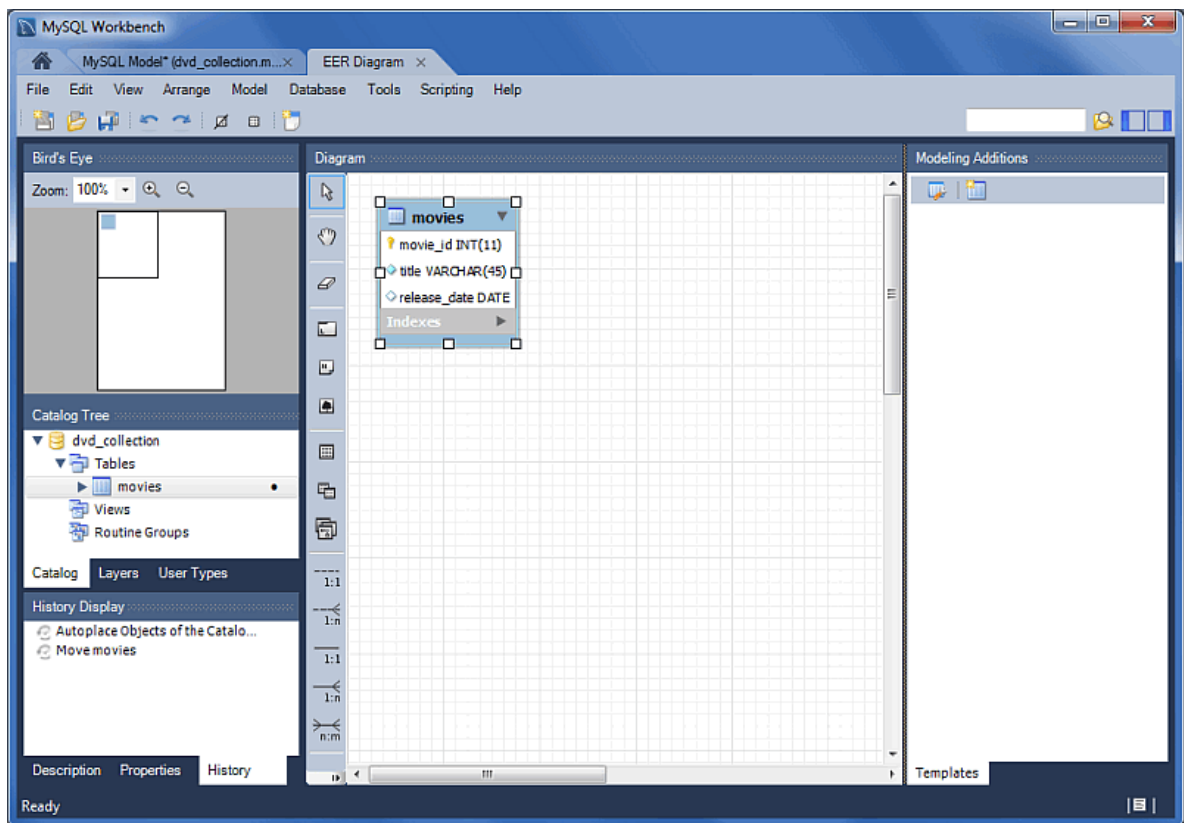 MySQL Workbench
MySQL Model* (dvd_collection.m...×
EER Diagram ×
File Edit View Arrange Model Database Tools Scripting Help
Bird's Eye
Zoom: 100%
Diagram
Modeling Additions
movies
movie_id INT(11)
title VARCHAR(45)
release_date DATE
Indexes
Catalog Tree
dvd_collection
Tables
movies
Views
Routine Groups
Catalog Layers User Types
History Display
Autoplace Objects of the Catalo...
Move movies
1:1
1:n
1:1
1:n
n:m
Description Properties History
Templates
Ready